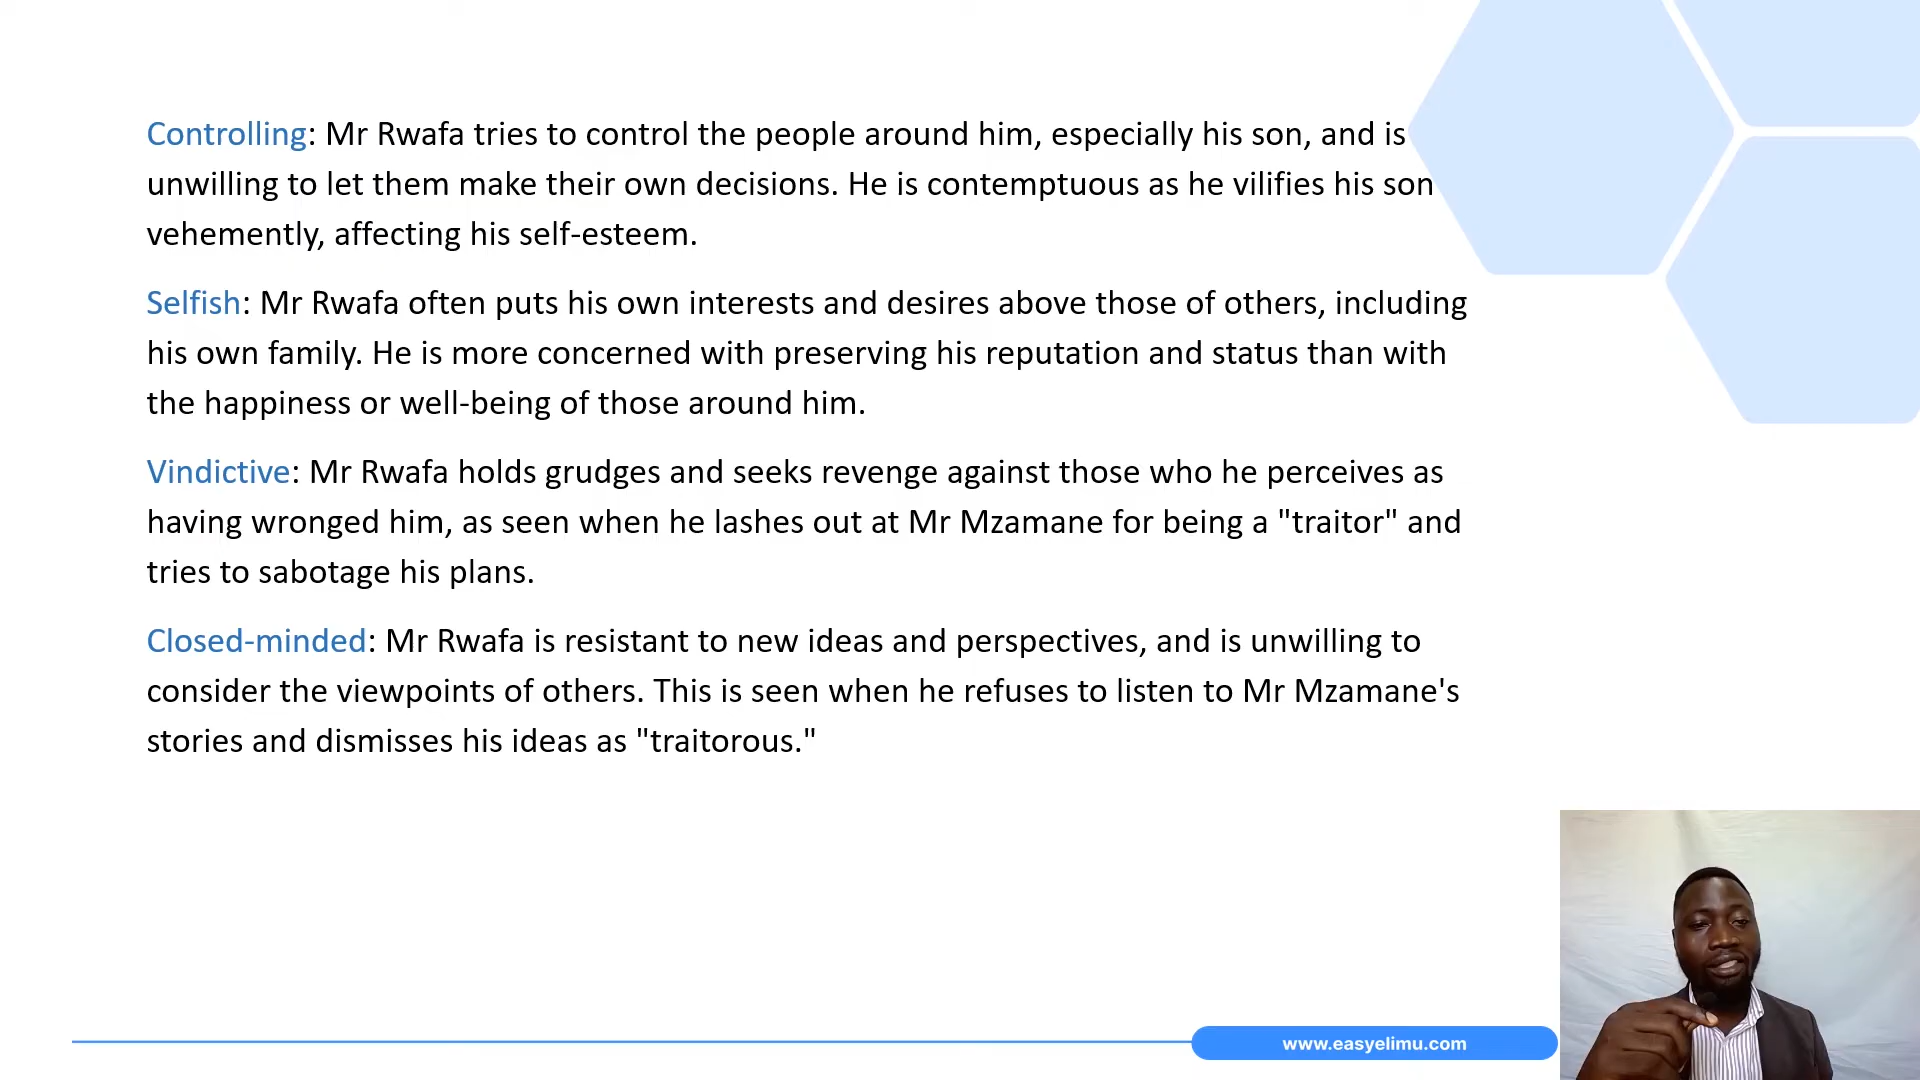 Controlling: Mr Rwafa tries to control the people around him, especially his son, and is
unwilling to let them make their own decisions. He is contemptuous as he vilifies his son
vehemently, affecting his self-esteem.
Selfish: Mr Rwafa often puts his own interests and desires above those of others, including
his own family. He is more concerned with preserving his reputation and status than with
the happiness or well-being of those around him.
Vindictive: Mr Rwafa holds grudges and seeks revenge against those who he perceives as
having wronged him, as seen when he lashes out at Mr Mzamane for being a "traitor" and
tries to sabotage his plans.
Closed-minded: Mr Rwafa is resistant to new ideas and perspectives, and is unwilling to
consider the viewpoints of others. This is seen when he refuses to listen to Mr Mzamane's
stories and dismisses his ideas as "traitorous."
www.easyelimu.com